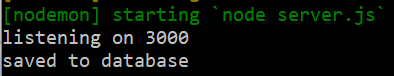 [nodemon] starting `node server.js`
listening on 3000
saved to database